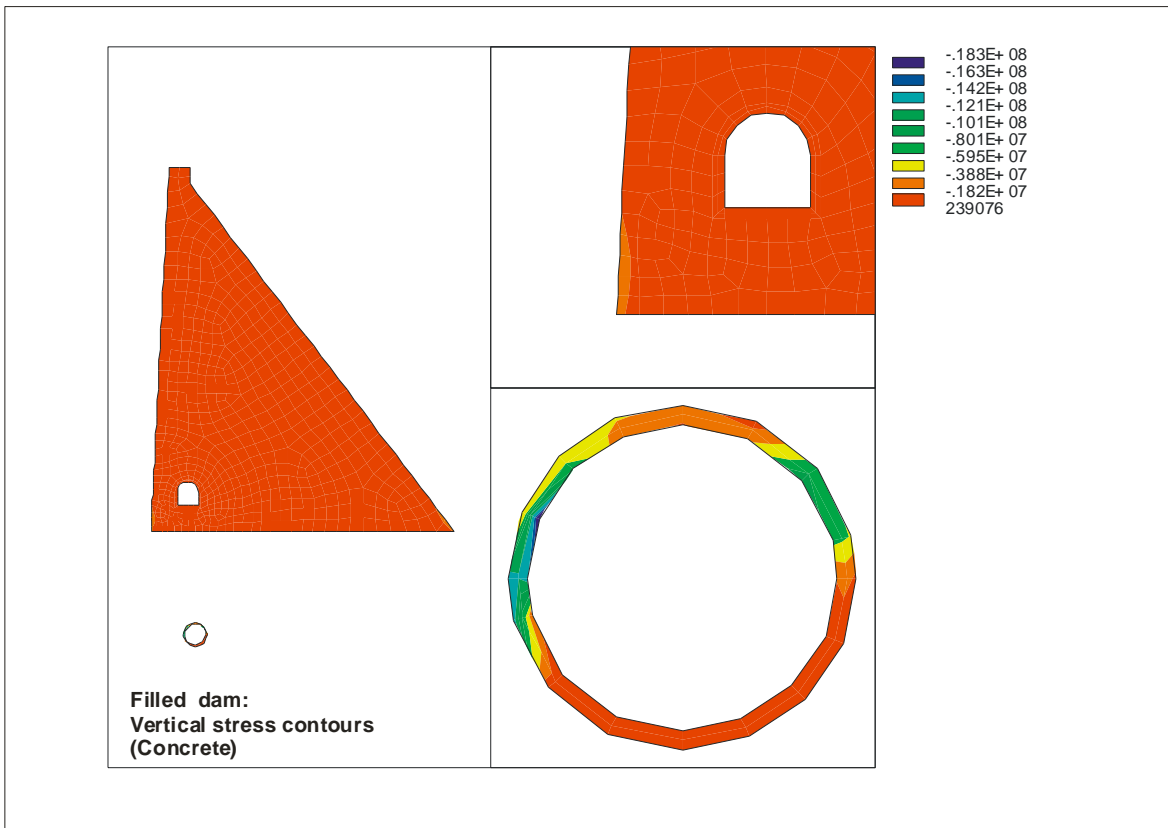 -.183E+ 08
-.163E+ 08
-.142E+ 08
-.121E+ 08
-.101E+ 08
-.801E+ 07
-.595E+ 07
-.388E+ 07
-.182E+ 07
239076
Filled dam:
Vertical stress contours
(Concrete)